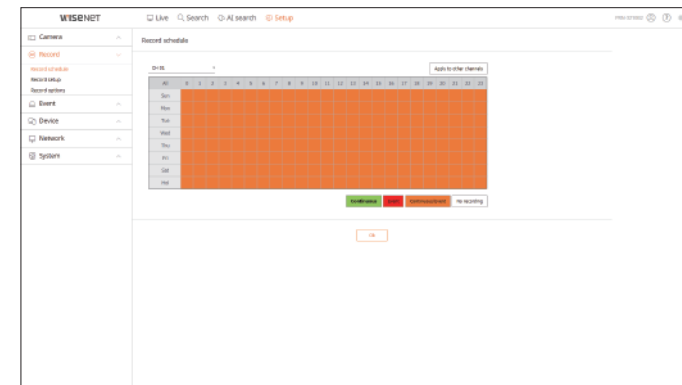 WISENET
Live Search AI search Setup
Camera
Record schedule
Record
Record schedule
Record setup
Record options
Event
Device
Network
System
CH 01
Apply to other channels
All 0 1 2 3 4 5 6 7 8 9 10 11 12 13 14 15 16 17 18 19 20 21 22 23
Sun
Mon
Tue
Wed
Thu
Fri
Sat
Hol
Continuous Event Continuous/Event No recording
OK